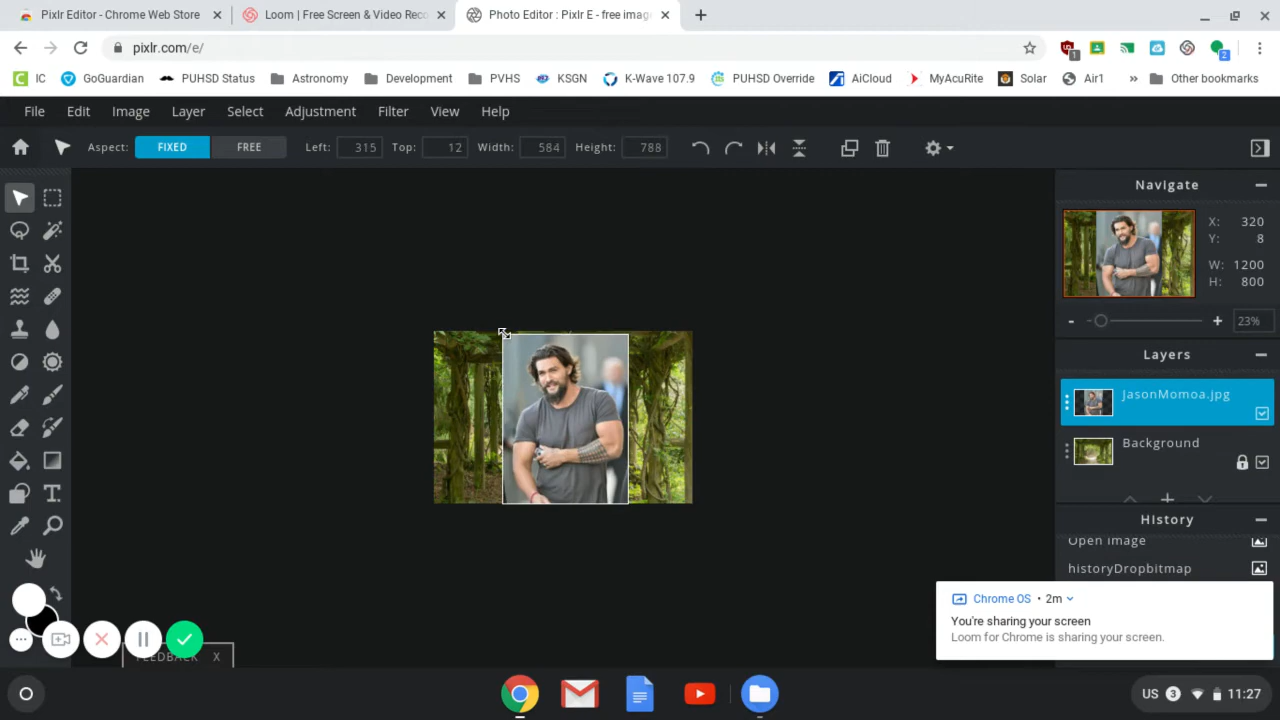 Pixlr Editor - Chrome Web Store
Loom | Free Screen & Video Reco
Photo Editor : Pixlr E - free imag
pixlr.com/e/
1
2
IC
GoGuardian
PUHSD Status
Astronomy
Development
PVHS
KSGN
K-Wave 107.9
PUHSD Override
AiCloud
MyAcuRite
Solar
Air1
»
Other bookmarks
File
Edit
Image
Layer
Select
Adjustment
Filter
View
Help
Aspect:
FIXED
FREE
Left:
315
Top:
12
Width:
584
Height:
788
Navigate
X: 320
Y: 8
W: 1200
H: 800
- + 23%
Layers
JasonMomoa.jpg
Background
History
Open image
historyDropbitmap
Chrome OS • 2m
You're sharing your screen
Loom for Chrome is sharing your screen.
FEEDBACK X
US 3 11:27